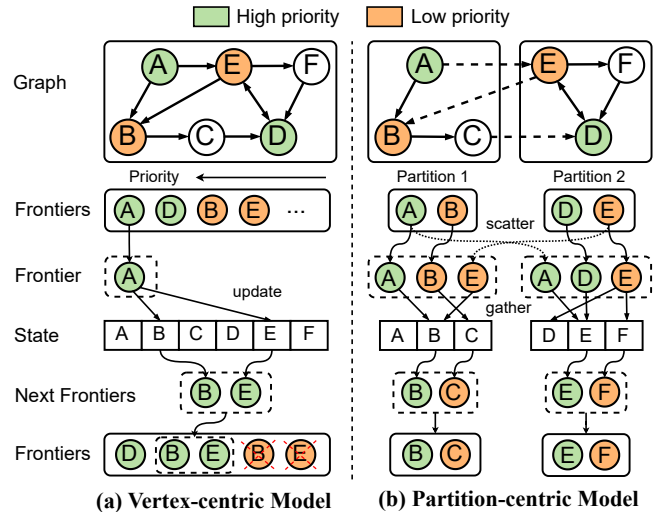 High priority
Low priority
Graph
A E F
B C D
A E F
B C D
Priority
Partition 1
Partition 2
Frontiers
A D B E ...
A B
D E
scatter
Frontier
A
A B E
A D E
update
gather
State
A B C D E F
A B C
D E F
Next Frontiers
B E
B C
E F
Frontiers
D B E B E
B C
E F
(a) Vertex-centric Model
(b) Partition-centric Model